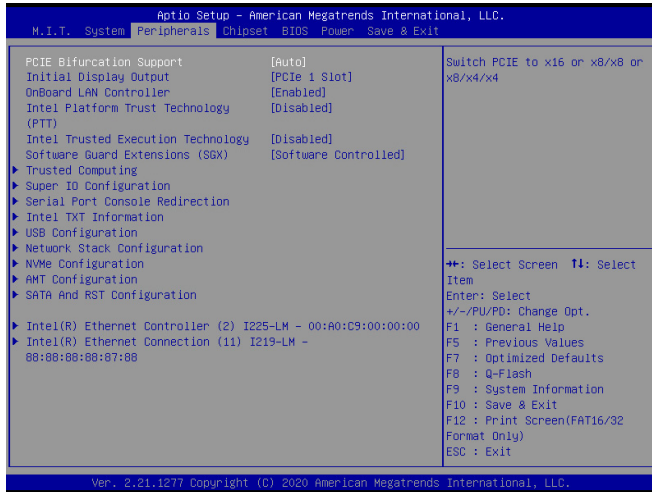 Aptio Setup - American Megatrends International, LLC.
M.I.T. System Peripherals Chipset BIOS Power Save & Exit
PCIE Bifurcation Support [Auto]
Initial Display Output [PCIe 1 Slot]
OnBoard LAN Controller [Enabled]
Intel Platform Trust Technology [Disabled]
(PTT)
Intel Trusted Execution Technology [Disabled]
Software Guard Extensions (SGX) [Software Controlled]
Trusted Computing
Super IO Configuration
Serial Port Console Redirection
Intel TXT Information
USB Configuration
Network Stack Configuration
NVMe Configuration
AMT Configuration
SATA And RST Configuration
Intel(R) Ethernet Controller (2) I225-LM - 00:A0:C9:00:00:00
Intel(R) Ethernet Connection (11) I219-LM -
88:88:88:88:87:88
Switch PCIE to x16 or x8/x8 or
x8/x4/x4
→←: Select Screen ↑↓: Select
Item
Enter: Select
+/-/PU/PD: Change Opt.
F1 : General Help
F5 : Previous Values
F7 : Optimized Defaults
F8 : Q-Flash
F9 : System Information
F10 : Save & Exit
F12 : Print Screen(FAT16/32
Format Only)
ESC : Exit
Ver. 2.21.1277 Copyright (C) 2020 American Megatrends International, LLC.